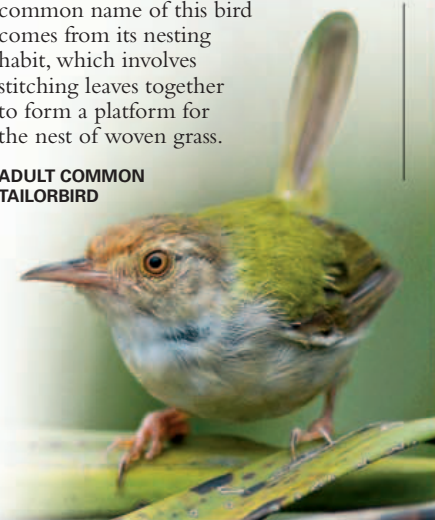 common name of this bird
comes from its nesting
habit, which involves
stitching leaves together
to form a platform for
the nest of woven grass.
ADULT COMMON
TAILORBIRD